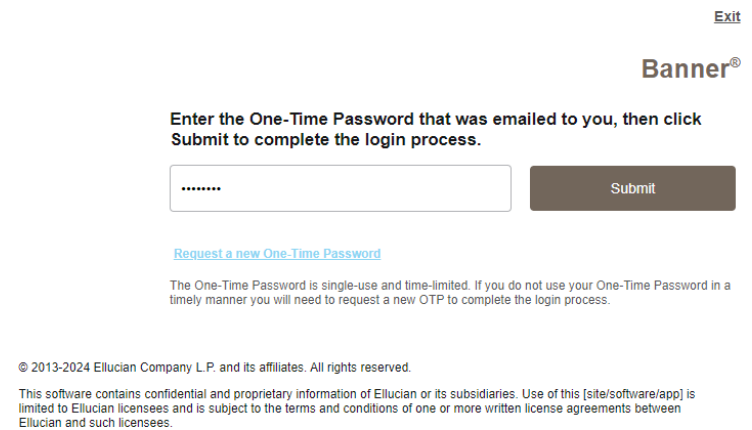 Exit
Banner®
Enter the One-Time Password that was emailed to you, then click
Submit to complete the login process.
••••••••
Submit
Request a new One-Time Password
The One-Time Password is single-use and time-limited. If you do not use your One-Time Password in a
timely manner you will need to request a new OTP to complete the login process.
© 2013-2024 Ellucian Company L.P. and its affiliates. All rights reserved.
This software contains confidential and proprietary information of Ellucian or its subsidiaries. Use of this [site/software/app] is
limited to Ellucian licensees and is subject to the terms and conditions of one or more written license agreements between
Ellucian and such licensees.